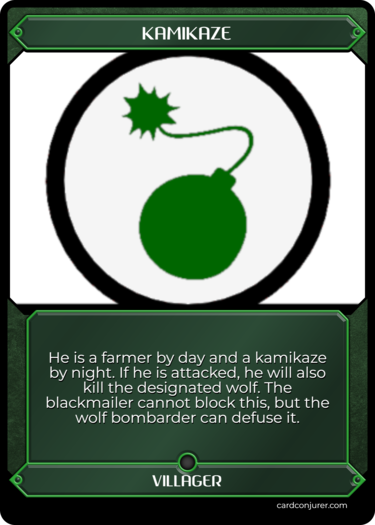 KAMIKAZE
He is a farmer by day and a kamikaze
by night. If he is attacked, he will also
kill the designated wolf. The
blackmailer cannot block this, but the
wolf bombarder can defuse it.
VILLAGER
cardconjurer.com